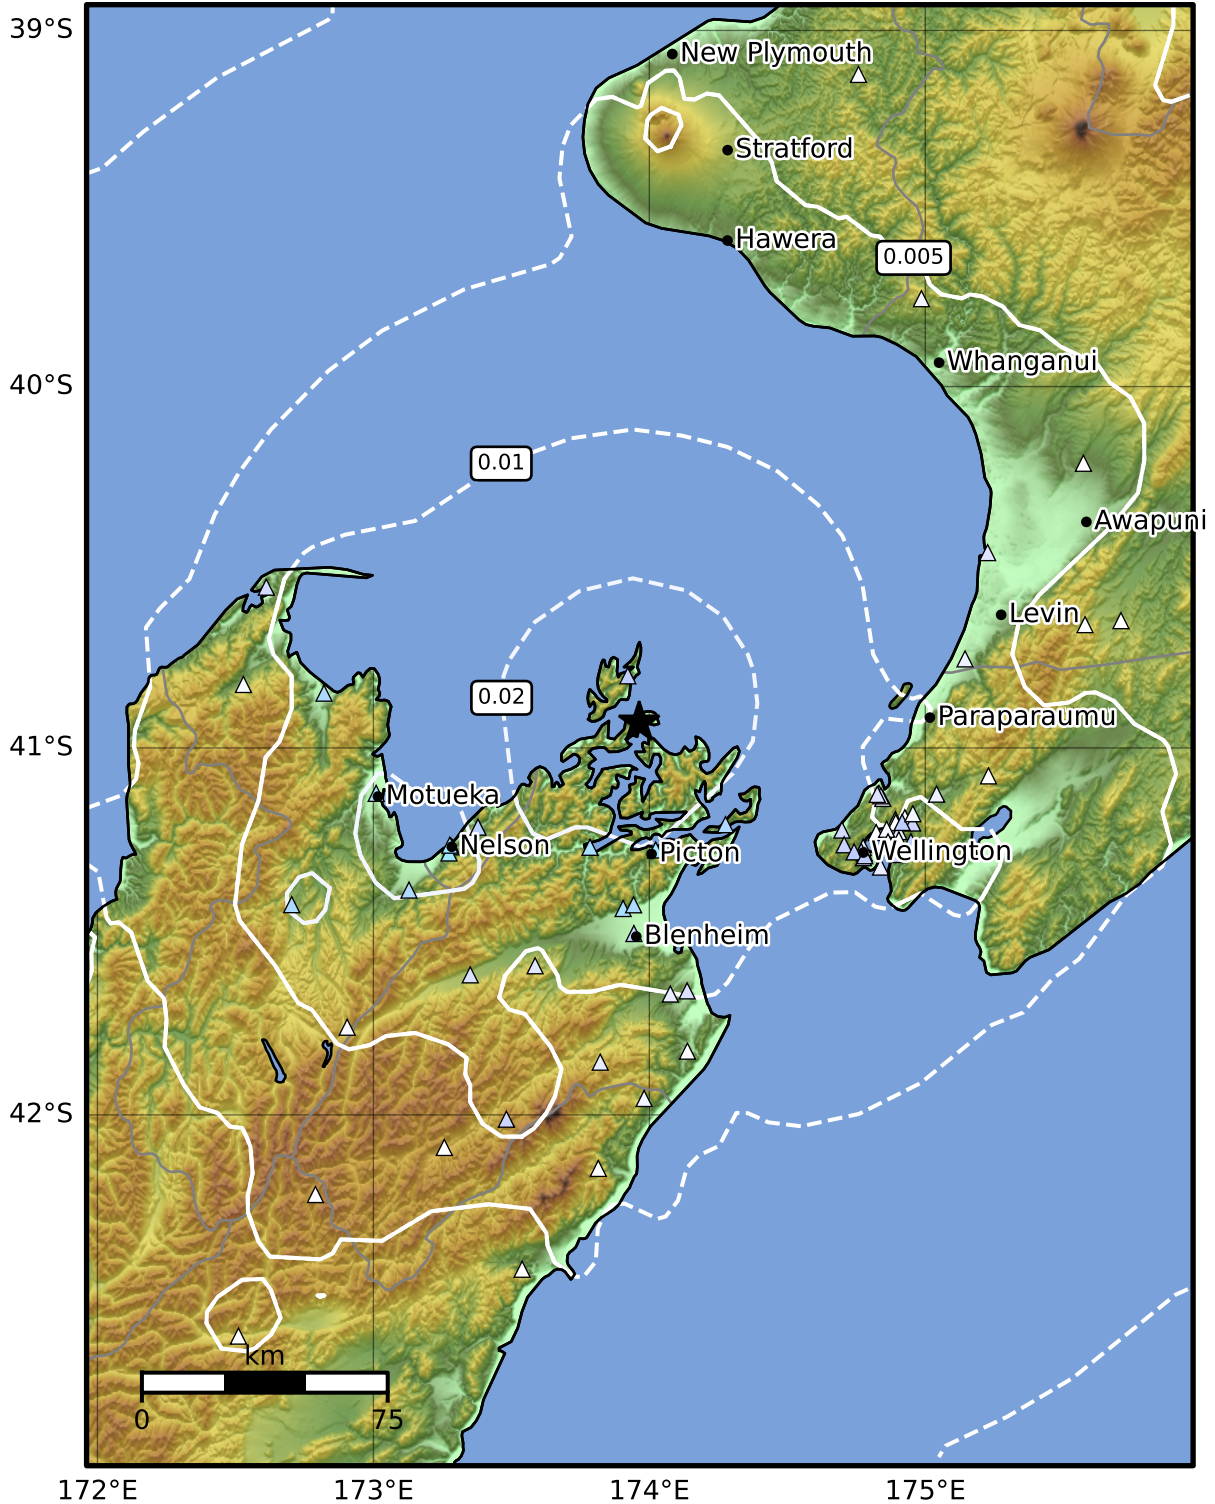 39°S
New Plymouth
Stratford
Hawera
0.005
Whanganui
40°S
0.01
Awapuni
Levin
0.02
Paraparaumu
41°S
Motueka
Nelson
Picton
Wellington
Blenheim
42°S
km
0
75
172°E
173°E
174°E
175°E